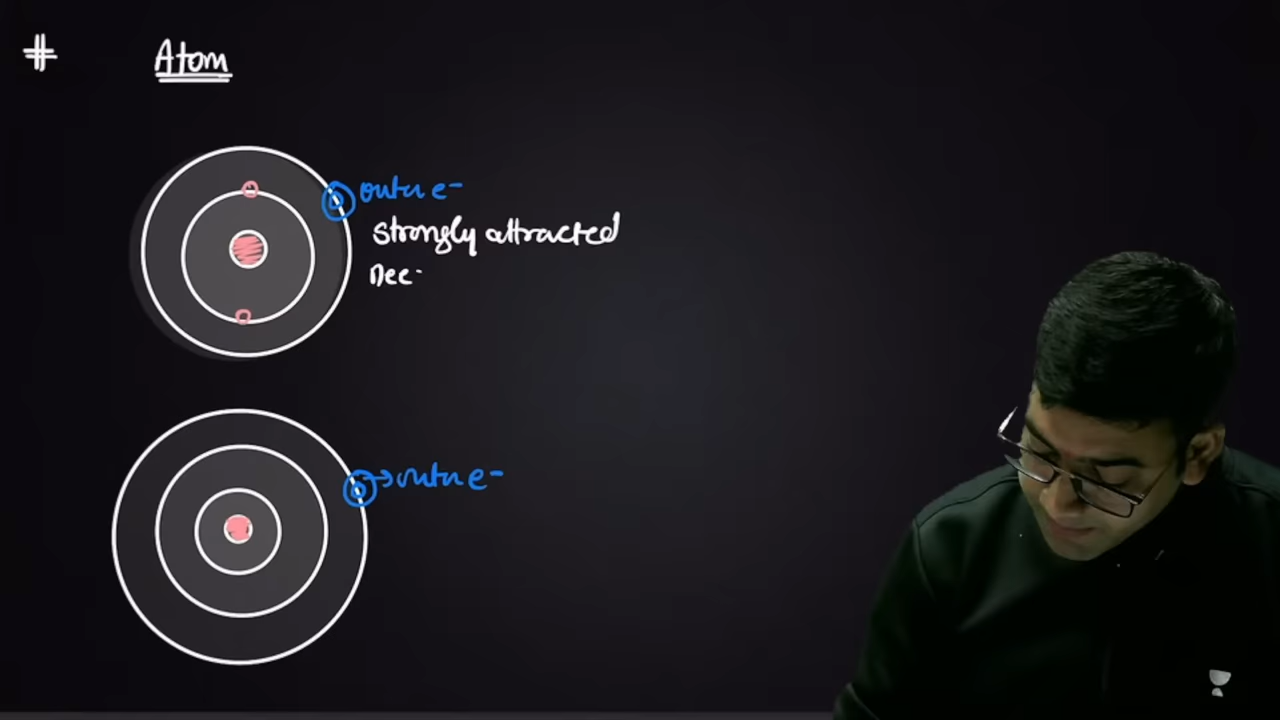 # Atom
outer e-
strongly attracted
nec-
→outer e-